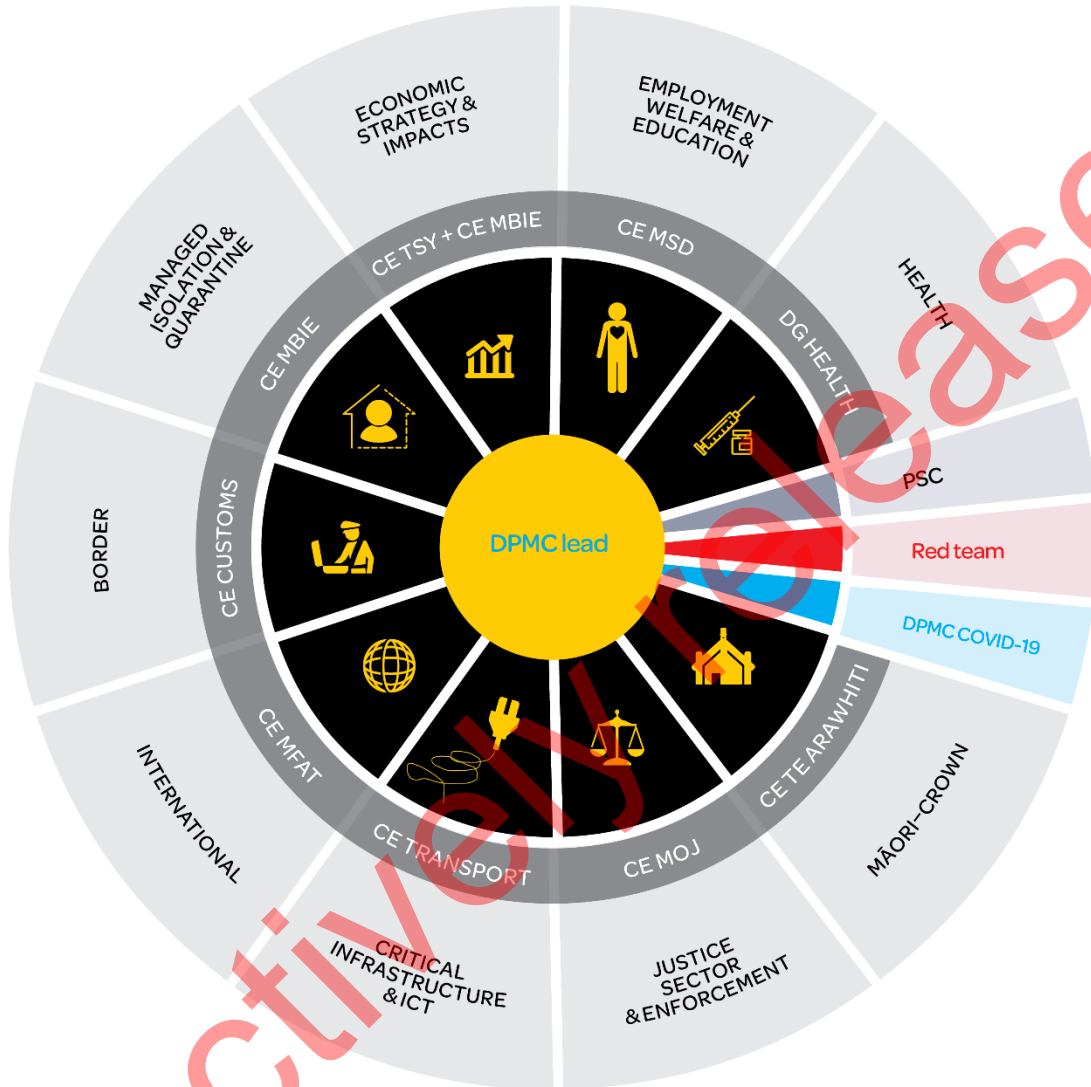 ECONOMIC
STRATEGY &
IMPACTS
EMPLOYMENT
WELFARE &
EDUCATION
HEALTH
PSC
Red team
DPMC COVID-19
MĀORI-CROWN
JUSTICE
SECTOR
& ENFORCEMENT
CRITICAL
INFRASTRUCTURE
& ICT
INTERNATIONAL
BORDER
MANAGED
ISOLATION &
QUARANTINE
CE TSY + CE MBIE
CE MSD
DG HEALTH
CE TE ARAWHITI
CE MOJ
CE TRANSPORT
CE MFAT
CE CUSTOMS
CE MBIE
DPMC lead
ctively release